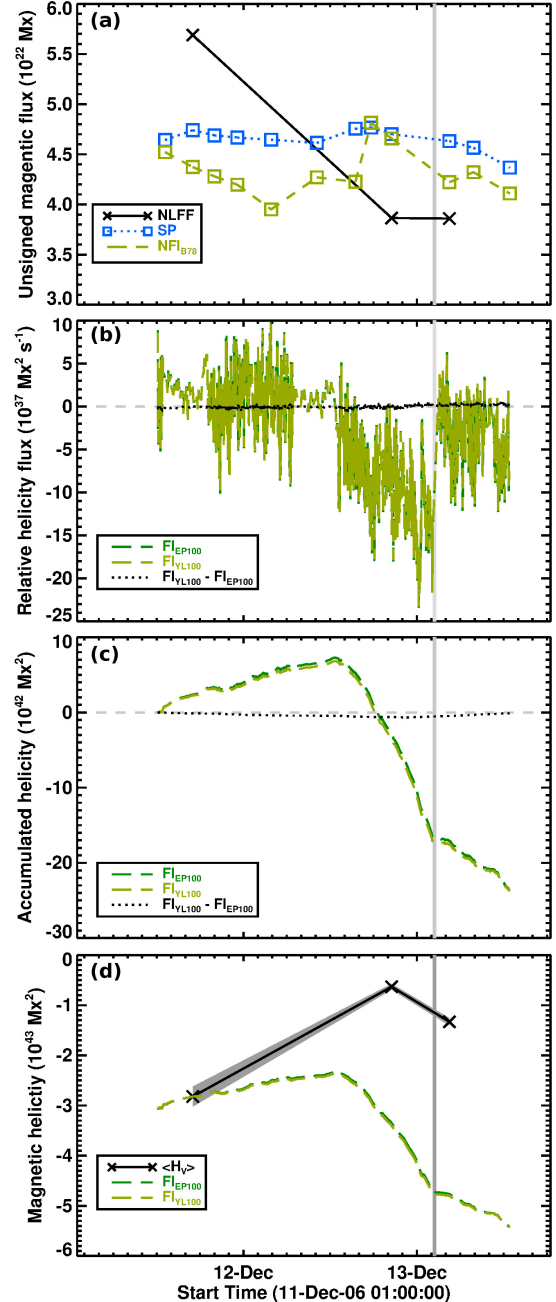 (a)
Unsigned magentic flux (10²² Mx)
6.0
5.5
5.0
4.5
4.0
3.5
3.0
NLFF
SP
NFI_B78
(b)
Relative helicity flux (10³⁷ Mx² s⁻¹)
10
5
0
-5
-10
-15
-20
-25
FI_EP100
FI_YL100
FI_YL100 - FI_EP100
(c)
Accumulated helicity (10⁴² Mx²)
10
0
-10
-20
-30
FI_EP100
FI_YL100
FI_YL100 - FI_EP100
(d)
Magnetic helictiy (10⁴³ Mx²)
0
-1
-2
-3
-4
-5
-6
<H_V>
FI_EP100
FI_YL100
12-Dec
13-Dec
Start Time (11-Dec-06 01:00:00)